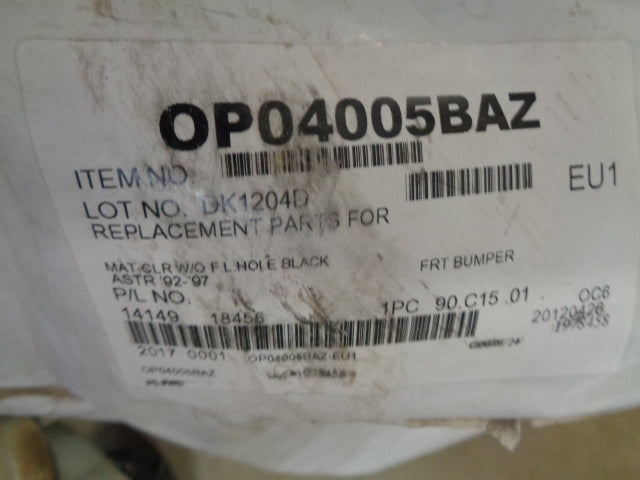 OP04005BAZ
ITEM NO.
EU1
LOT NO. DK1204D
REPLACEMENT PARTS FOR
MAT-CLR W/O F.L.HOLE BLACK FRT BUMPER
ASTR '92-'97
P/L NO. 1PC 90.C15 .01 OC6
14149 18456 20120426
2017 0001 OP04005BAZ-EU1
OP04005BAZ